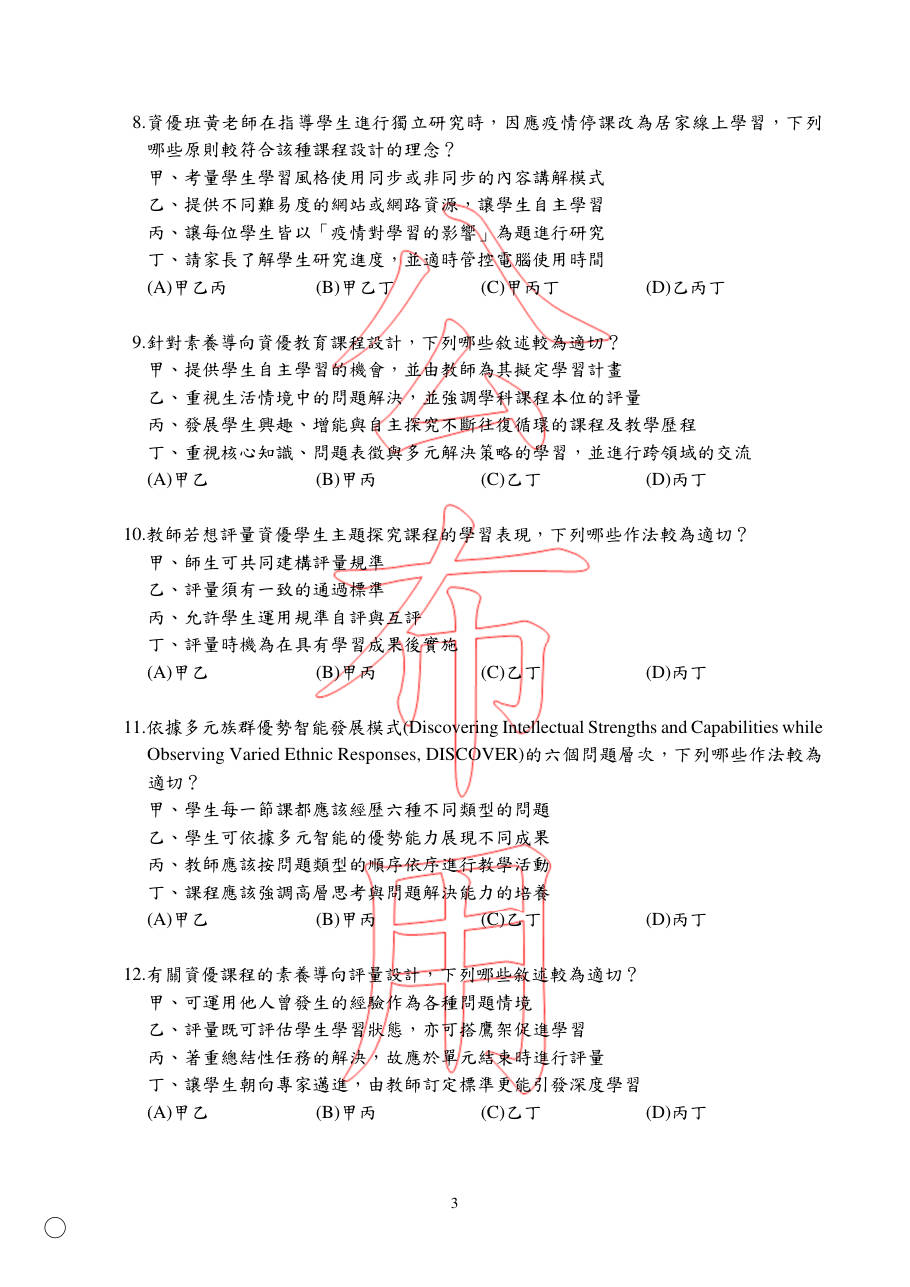 8.資優班黃老師在指導學生進行獨立研究時，因應疫情停課改為居家線上學習，下列
哪些原則較符合該種課程設計的理念？
甲、考量學生學習風格使用同步或非同步的內容講解模式
乙、提供不同難易度的網站或網路資源，讓學生自主學習
丙、讓每位學生皆以「疫情對學習的影響」為題進行研究
丁、請家長了解學生研究進度，並適時管控電腦使用時間
(A)甲乙丙 (B)甲乙丁 (C)甲丙丁 (D)乙丙丁
9.針對素養導向資優教育課程設計，下列哪些敘述較為適切？
甲、提供學生自主學習的機會，並由教師為其擬定學習計畫
乙、重視生活情境中的問題解決，並強調學科課程本位的評量
丙、發展學生興趣、增能與自主探究不斷往復循環的課程及教學歷程
丁、重視核心知識、問題表徵與多元解決策略的學習，並進行跨領域的交流
(A)甲乙 (B)甲丙 (C)乙丁 (D)丙丁
10.教師若想評量資優學生主題探究課程的學習表現，下列哪些作法較為適切？
甲、師生可共同建構評量規準
乙、評量須有一致的通過標準
丙、允許學生運用規準自評與互評
丁、評量時機為在具有學習成果後實施
(A)甲乙 (B)甲丙 (C)乙丁 (D)丙丁
11.依據多元族群優勢智能發展模式(Discovering Intellectual Strengths and Capabilities while
Observing Varied Ethnic Responses, DISCOVER)的六個問題層次，下列哪些作法較為
適切？
甲、學生每一節課都應該經歷六種不同類型的問題
乙、學生可依據多元智能的優勢能力展現不同成果
丙、教師應該按問題類型的順序依序進行教學活動
丁、課程應該強調高層思考與問題解決能力的培養
(A)甲乙 (B)甲丙 (C)乙丁 (D)丙丁
12.有關資優課程的素養導向評量設計，下列哪些敘述較為適切？
甲、可運用他人曾發生的經驗作為各種問題情境
乙、評量既可評估學生學習狀態，亦可搭鷹架促進學習
丙、著重總結性任務的解決，故應於單元結束時進行評量
丁、讓學生朝向專家邁進，由教師訂定標準更能引發深度學習
(A)甲乙 (B)甲丙 (C)乙丁 (D)丙丁
公布用
3